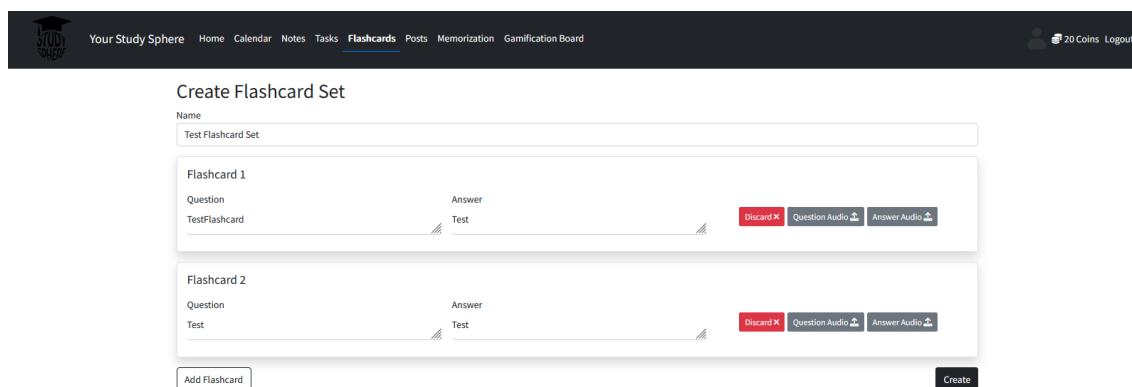 STUDY
SPHERE
Your Study Sphere Home Calendar Notes Tasks Flashcards Posts Memorization Gamification Board 20 Coins Logout
Create Flashcard Set
Name
Test Flashcard Set
Flashcard 1
Question Answer
TestFlashcard Test
Discard Question Audio Answer Audio
Flashcard 2
Question Answer
Test Test
Discard Question Audio Answer Audio
Add Flashcard Create